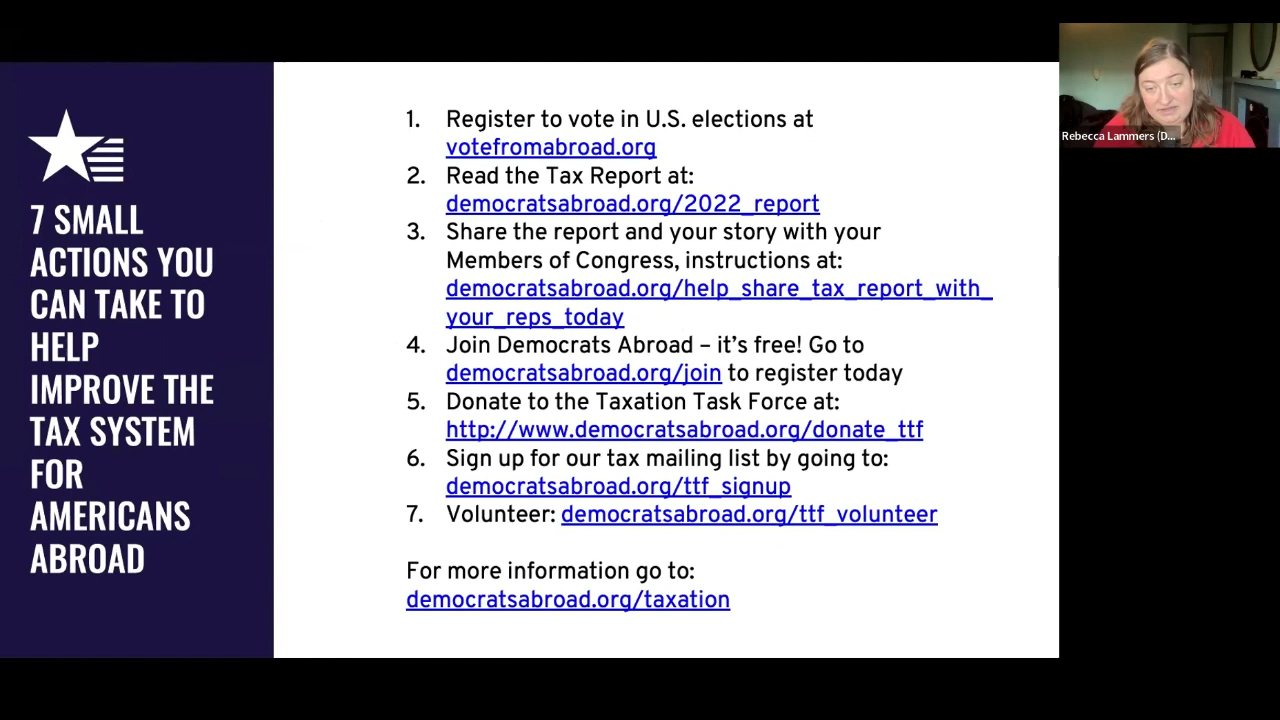 7 SMALL
ACTIONS YOU
CAN TAKE TO
HELP
IMPROVE THE
TAX SYSTEM
FOR
AMERICANS
ABROAD
1. Register to vote in U.S. elections at
votefromabroad.org
2. Read the Tax Report at:
democratsabroad.org/2022_report
3. Share the report and your story with your
Members of Congress, instructions at:
democratsabroad.org/help_share_tax_report_with_
your_reps_today
4. Join Democrats Abroad – it’s free! Go to
democratsabroad.org/join to register today
5. Donate to the Taxation Task Force at:
http://www.democratsabroad.org/donate_ttf
6. Sign up for our tax mailing list by going to:
democratsabroad.org/ttf_signup
7. Volunteer: democratsabroad.org/ttf_volunteer
For more information go to:
democratsabroad.org/taxation
Rebecca Lammers (D...